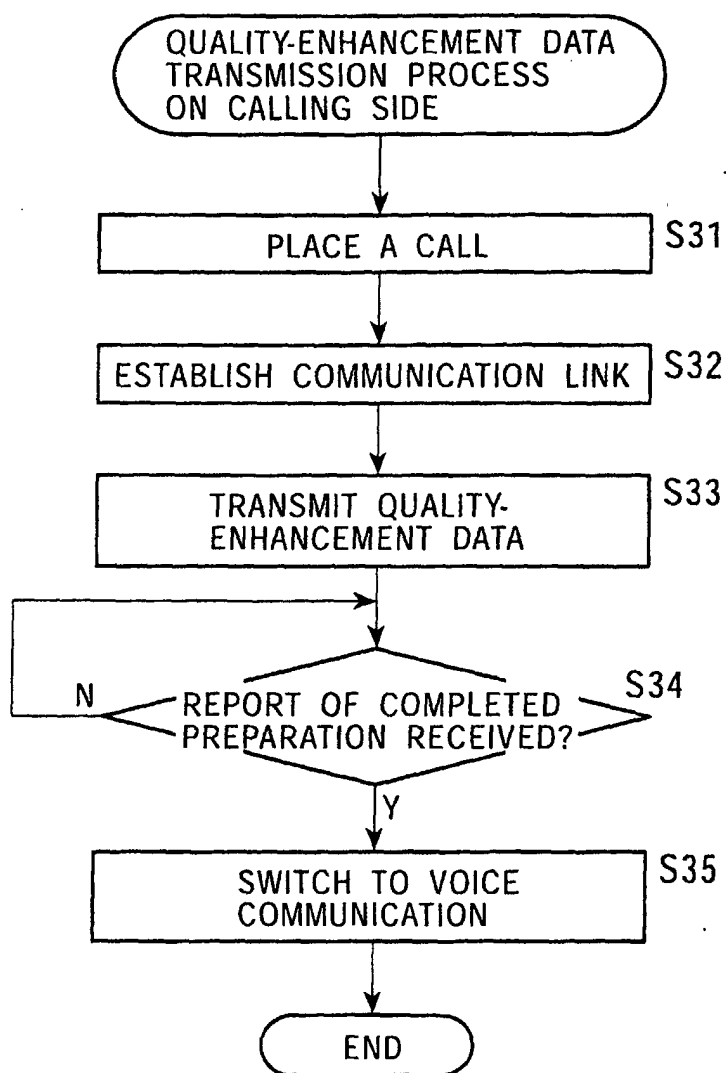 QUALITY-ENHANCEMENT DATA
TRANSMISSION PROCESS
ON CALLING SIDE
PLACE A CALL
S31
ESTABLISH COMMUNICATION LINK
S32
TRANSMIT QUALITY-
ENHANCEMENT DATA
S33
N
REPORT OF COMPLETED
PREPARATION RECEIVED?
S34
Y
SWITCH TO VOICE
COMMUNICATION
S35
END